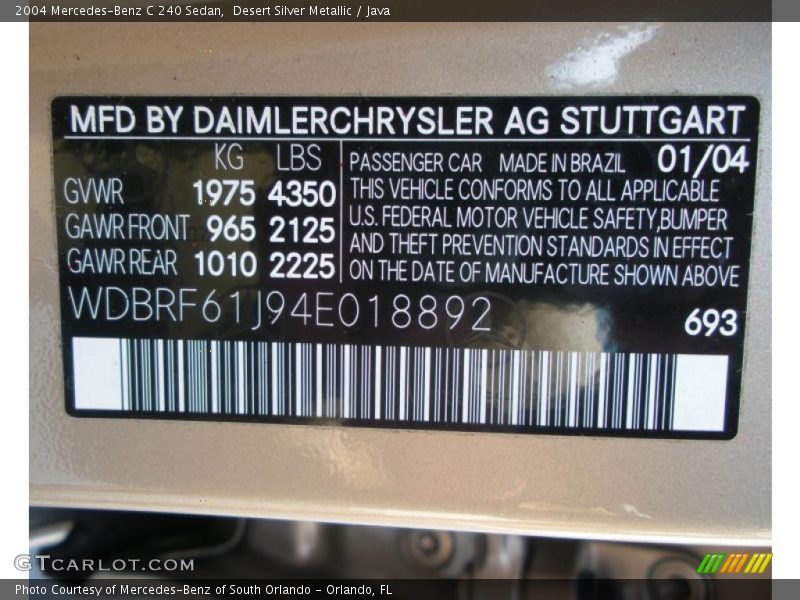 2004 Mercedes-Benz C 240 Sedan,  Desert Silver Metallic / Java
MFD BY DAIMLERCHRYSLER AG STUTTGART
KG LBS
GVWR 1975 4350
GAWR FRONT 965 2125
GAWR REAR 1010 2225
PASSENGER CAR MADE IN BRAZIL 01/04
THIS VEHICLE CONFORMS TO ALL APPLICABLE
U.S. FEDERAL MOTOR VEHICLE SAFETY,BUMPER
AND THEFT PREVENTION STANDARDS IN EFFECT
ON THE DATE OF MANUFACTURE SHOWN ABOVE
WDBRF61J94E018892
693
GTCARLOT.COM
Photo Courtesy of Mercedes-Benz of South Orlando - Orlando, FL